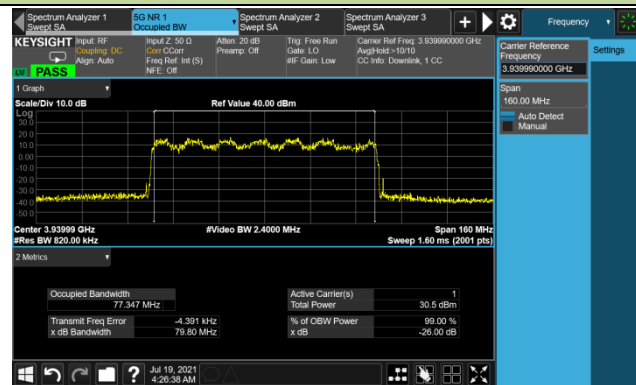 Spectrum Analyzer 1
Swept SA
5G NR 1
Occupied BW
Spectrum Analyzer 2
Swept SA
Spectrum Analyzer 3
Swept SA
Frequency
KEYSIGHT
Input: RF
Coupling: DC
Align: Auto
Input Z: 50 Ω
Corr CCorr
Freq Ref: Int (S)
NFE: Off
Atten: 20 dB
Preamp: Off
Trig: Free Run
Gate: LO
#IF Gain: Low
Carrier Ref Freq: 3.939990000 GHz
Avg|Hold:>10/10
CC Info: Downlink, 1 CC
PASS
Carrier Reference
Frequency
3.939990000 GHz
Settings
Span
160.00 MHz
Auto Detect
Manual
1 Graph
Scale/Div 10.0 dB
Ref Value 40.00 dBm
Log
30.0
20.0
10.0
0.00
-10.0
-20.0
-30.0
-40.0
-50.0
Center 3.93999 GHz
#Res BW 820.00 kHz
#Video BW 2.4000 MHz
Span 160 MHz
Sweep 1.60 ms (2001 pts)
2 Metrics
Occupied Bandwidth
77.347 MHz
Active Carrier(s) 1
Total Power 30.5 dBm
Transmit Freq Error -4.391 kHz
x dB Bandwidth 79.80 MHz
% of OBW Power 99.00 %
x dB -26.00 dB
Jul 19, 2021
4:26:38 AM